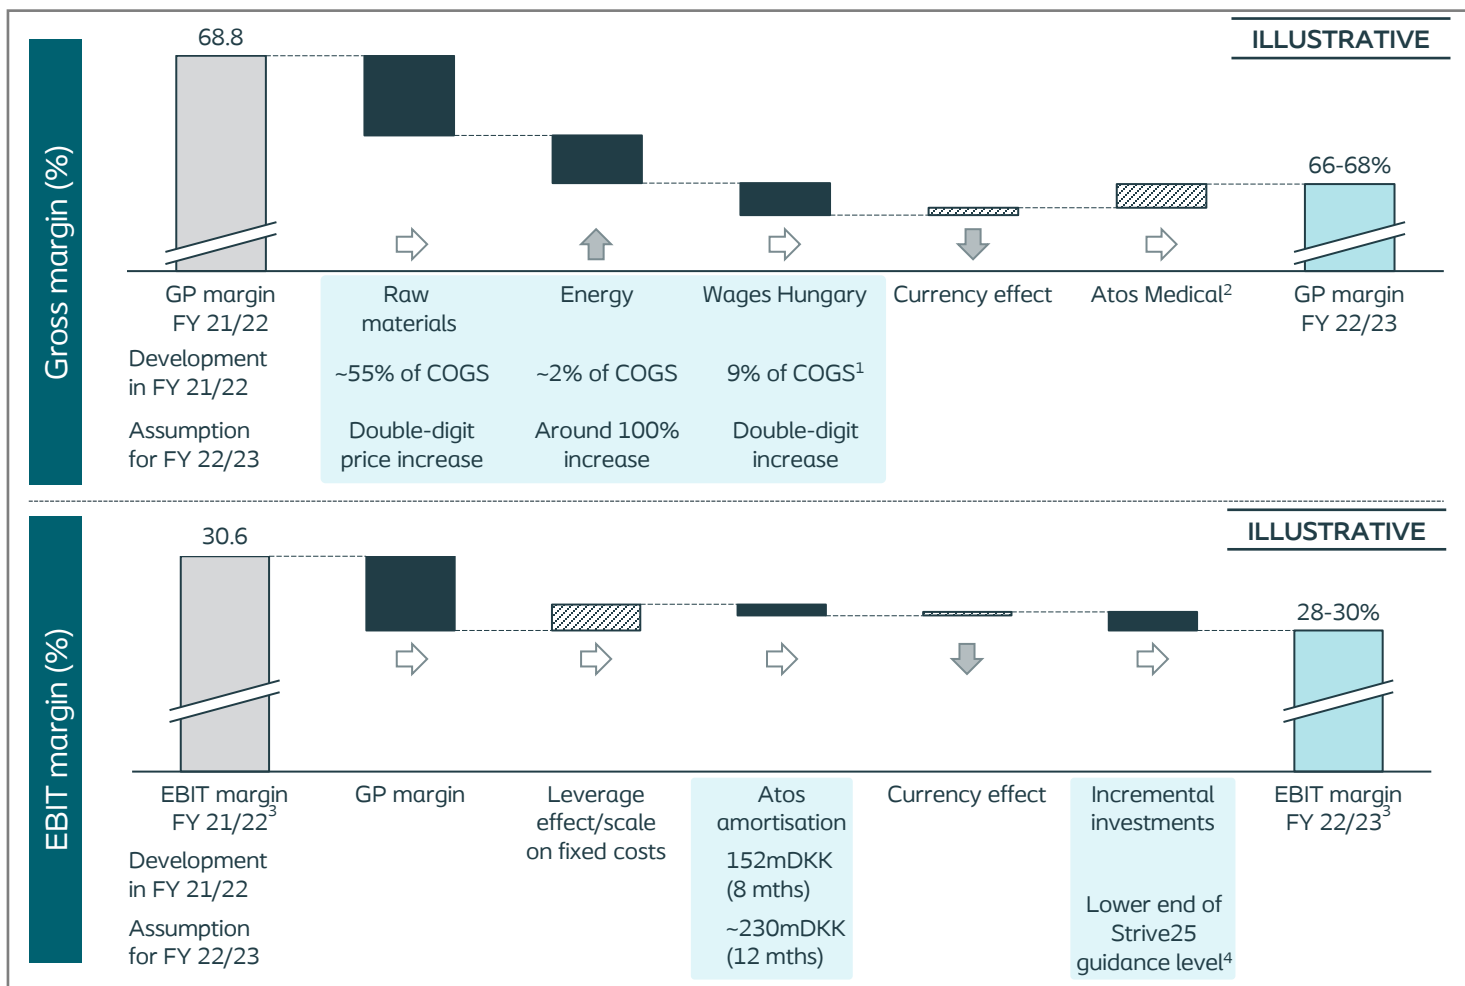 ILLUSTRATIVE
Gross margin (%)
68.8
66-68%
GP margin
FY 21/22
Raw
materials
Energy
Wages Hungary
Currency effect
Atos Medical2
GP margin
FY 22/23
Development
in FY 21/22
~55% of COGS
~2% of COGS
9% of COGS1
Assumption
for FY 22/23
Double-digit
price increase
Around 100%
increase
Double-digit
increase
ILLUSTRATIVE
EBIT margin (%)
30.6
28-30%
EBIT margin
FY 21/223
GP margin
Leverage
effect/scale
on fixed costs
Atos
amortisation
Currency effect
Incremental
investments
EBIT margin
FY 22/233
Development
in FY 21/22
152mDKK
(8 mths)
Assumption
for FY 22/23
~230mDKK
(12 mths)
Lower end of
Strive25
guidance level4